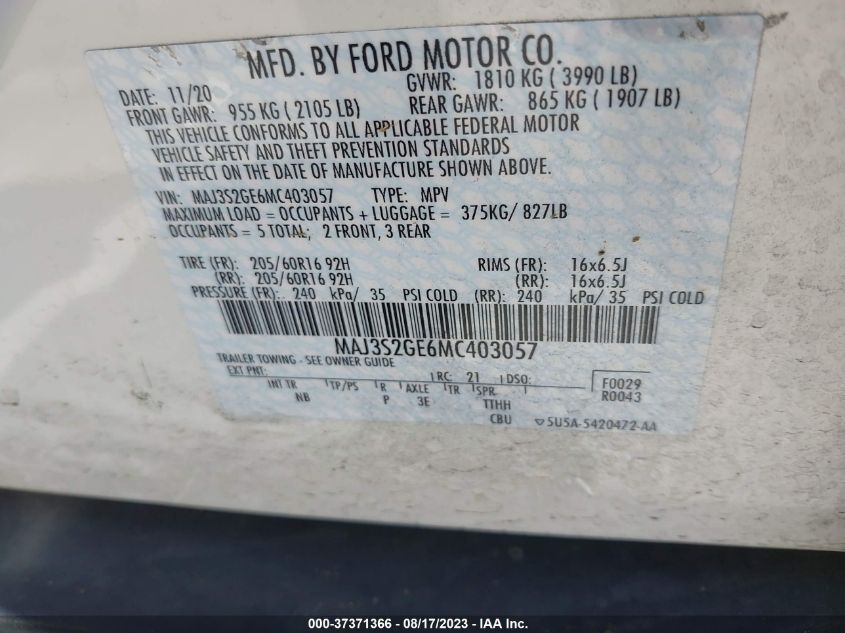 MFD. BY FORD MOTOR CO.
DATE: 11/20 GVWR: 1810 KG ( 3990 LB)
FRONT GAWR: 955 KG ( 2105 LB) REAR GAWR: 865 KG ( 1907 LB)
THIS VEHICLE CONFORMS TO ALL APPLICABLE FEDERAL MOTOR
VEHICLE SAFETY AND THEFT PREVENTION STANDARDS
IN EFFECT ON THE DATE OF MANUFACTURE SHOWN ABOVE.
VIN: MAJ3S2GE6MC403057 TYPE: MPV
MAXIMUM LOAD = OCCUPANTS + LUGGAGE = 375KG/ 827LB
OCCUPANTS = 5 TOTAL; 2 FRONT, 3 REAR
TIRE (FR): 205/60R16 92H RIMS (FR): 16x6.5J
(RR): 205/60R16 92H (RR): 16x6.5J
PRESSURE (FR): 240 kPa/ 35 PSI COLD (RR): 240 kPa/ 35 PSI COLD
MAJ3S2GE6MC403057
TRAILER TOWING - SEE OWNER GUIDE
EXT PNT: RC: 21 DSO: F0029
INT TR TP/PS R AXLE TR SPR R0043
NB P 3E TTHH
CBU 5U5A-5420472-AA
000-37371366 - 08/17/2023 - IAA Inc.